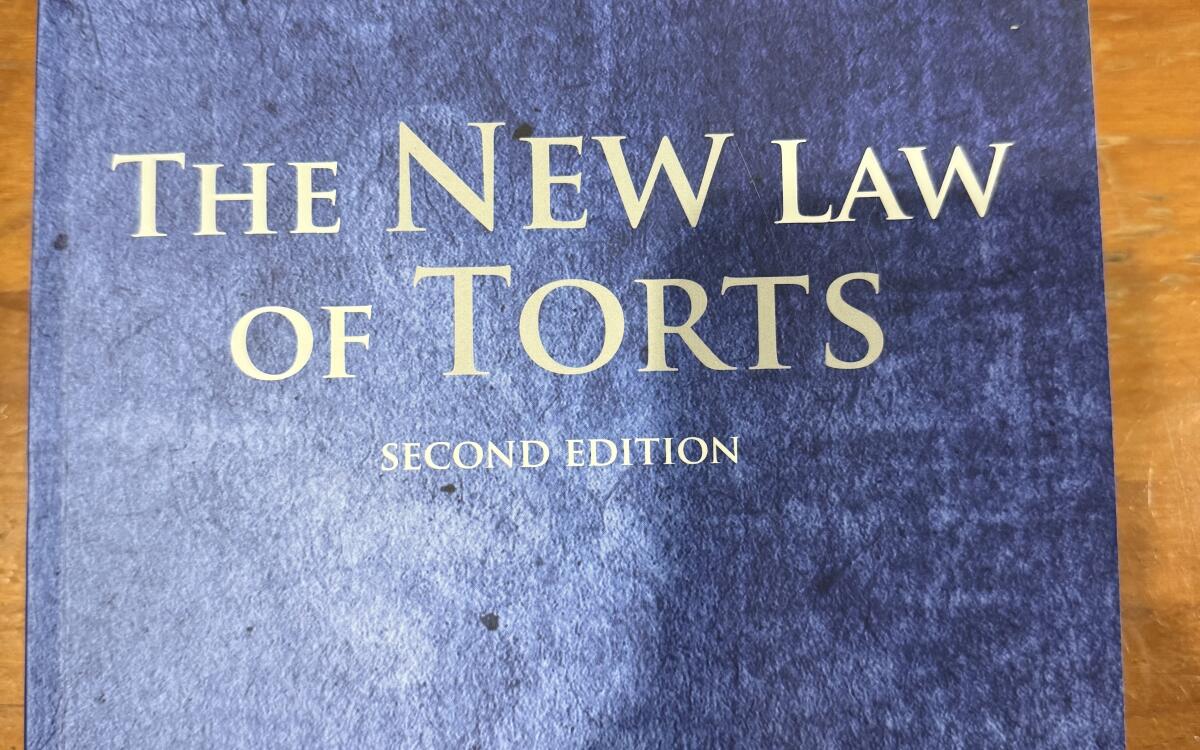 THE NEW LAW
OF TORTS
SECOND EDITION